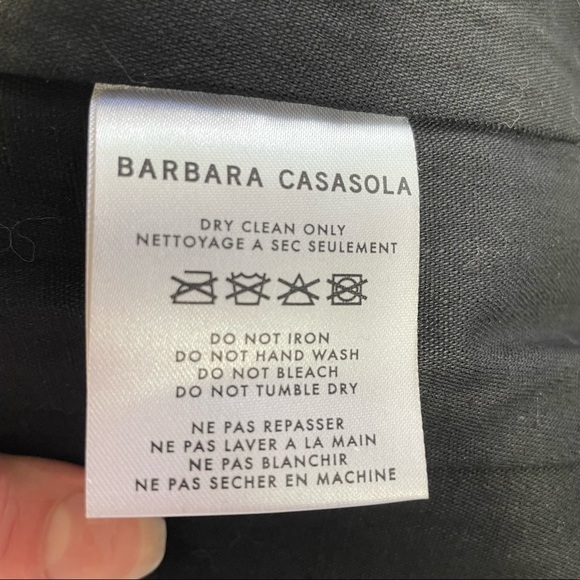 BARBARA CASASOLA
DRY CLEAN ONLY
NETTOYAGE A SEC SEULEMENT
DO NOT IRON
DO NOT HAND WASH
DO NOT BLEACH
DO NOT TUMBLE DRY
NE PAS REPASSER
NE PAS LAVER A LA MAIN
NE PAS BLANCHIR
NE PAS SECHER EN MACHINE